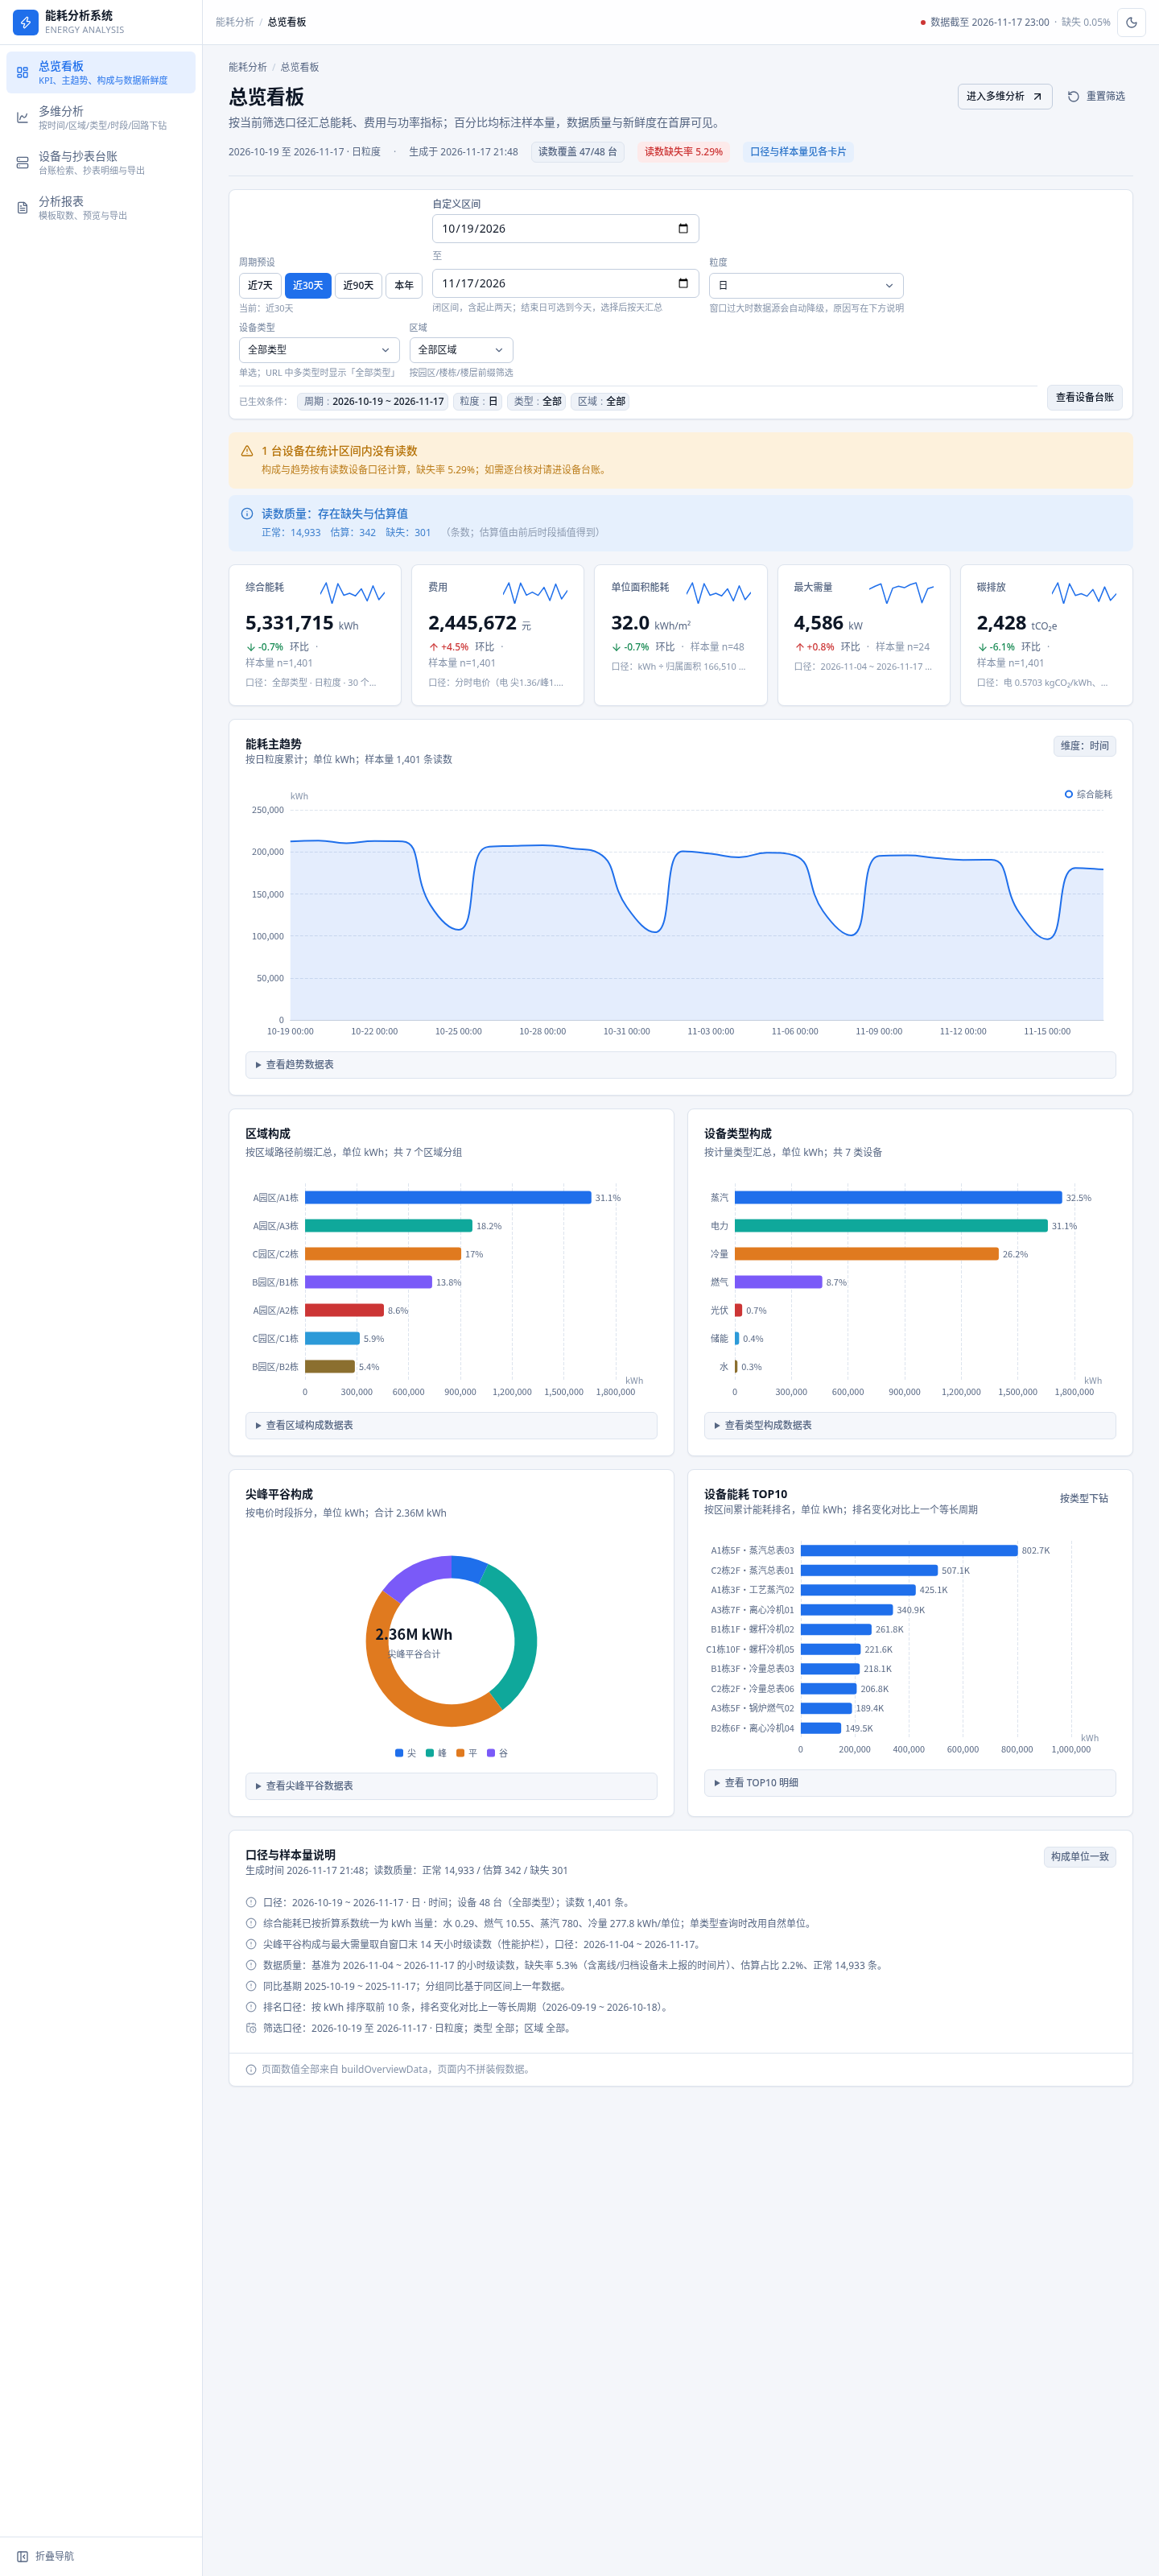 能耗分析系统
ENERGY ANALYSIS
能耗分析 / 总览看板
数据截至 2026-11-17 23:00 · 缺失 0.05%
总览看板
KPI、主趋势、构成与数据新鲜度
多维分析
按时间/区域/类型/时段/回路下钻
设备与抄表台账
台账检索、抄表明细与导出
分析报表
模板取数、预览与导出
折叠导航
能耗分析 / 总览看板
总览看板
进入多维分析
重置筛选
按当前筛选口径汇总能耗、费用与功率指标；百分比均标注样本量，数据质量与新鲜度在首屏可见。
2026-10-19 至 2026-11-17 · 日粒度 · 生成于 2026-11-17 21:48 读数覆盖 47/48 台 读数缺失率 5.29% 口径与样本量见各卡片
周期预设
近7天 近30天 近90天 本年
当前：近30天
自定义区间
10/19/2026
至
11/17/2026
闭区间，含起止两天；结束日可选到今天，选择后按天汇总
粒度
日
窗口过大时数据源会自动降级，原因写在下方说明
设备类型
全部类型
单选；URL 中多类型时显示「全部类型」
区域
全部区域
按园区/楼栋/楼层前缀筛选
已生效条件： 周期：2026-10-19 ~ 2026-11-17 粒度：日 类型：全部 区域：全部
查看设备台账
1 台设备在统计区间内没有读数
构成与趋势按有读数设备口径计算，缺失率 5.29%；如需逐台核对请进设备台账。
读数质量：存在缺失与估算值
正常：14,933 估算：342 缺失：301 （条数；估算值由前后时段插值得到）
综合能耗
5,331,715 kWh
-0.7% 环比 ·
样本量 n=1,401
口径：全部类型 · 日粒度 · 30 个...
费用
2,445,672 元
+4.5% 环比 ·
样本量 n=1,401
口径：分时电价（电 尖1.36/峰1....
单位面积能耗
32.0 kWh/m²
-0.7% 环比 · 样本量 n=48
口径：kWh ÷ 归属面积 166,510 ...
最大需量
4,586 kW
+0.8% 环比 · 样本量 n=24
口径：2026-11-04 ~ 2026-11-17 ...
碳排放
2,428 tCO₂e
-6.1% 环比 ·
样本量 n=1,401
口径：电 0.5703 kgCO₂/kWh、...
能耗主趋势
按日粒度累计；单位 kWh；样本量 1,401 条读数
维度：时间
kWh
综合能耗
250,000
200,000
150,000
100,000
50,000
0
10-19 00:00 10-22 00:00 10-25 00:00 10-28 00:00 10-31 00:00 11-03 00:00 11-06 00:00 11-09 00:00 11-12 00:00 11-15 00:00
查看趋势数据表
区域构成
按区域路径前缀汇总，单位 kWh；共 7 个区域分组
A园区/A1栋 31.1%
A园区/A3栋 18.2%
C园区/C2栋 17%
B园区/B1栋 13.8%
A园区/A2栋 8.6%
C园区/C1栋 5.9%
B园区/B2栋 5.4%
kWh
0 300,000 600,000 900,000 1,200,000 1,500,000 1,800,000
查看区域构成数据表
设备类型构成
按计量类型汇总，单位 kWh；共 7 类设备
蒸汽 32.5%
电力 31.1%
冷量 26.2%
燃气 8.7%
光伏 0.7%
储能 0.4%
水 0.3%
kWh
0 300,000 600,000 900,000 1,200,000 1,500,000 1,800,000
查看类型构成数据表
尖峰平谷构成
按电价时段拆分，单位 kWh；合计 2.36M kWh
2.36M kWh
尖峰平谷合计
尖 峰 平 谷
查看尖峰平谷数据表
设备能耗 TOP10
按区间累计能耗排名，单位 kWh；排名变化对比上一个等长周期
按类型下钻
A1栋5F · 蒸汽总表03 802.7K
C2栋2F · 蒸汽总表01 507.1K
A1栋3F · 工艺蒸汽02 425.1K
A3栋7F · 离心冷机01 340.9K
B1栋1F · 螺杆冷机02 261.8K
C1栋10F · 螺杆冷机05 221.6K
B1栋3F · 冷量总表03 218.1K
C2栋2F · 冷量总表06 206.8K
A3栋5F · 锅炉燃气02 189.4K
B2栋6F · 离心冷机04 149.5K
kWh
0 200,000 400,000 600,000 800,000 1,000,000
查看 TOP10 明细
口径与样本量说明
生成时间 2026-11-17 21:48；读数质量：正常 14,933 / 估算 342 / 缺失 301
构成单位一致
口径：2026-10-19 ~ 2026-11-17 · 日 · 时间；设备 48 台（全部类型）；读数 1,401 条。
综合能耗已按折算系数统一为 kWh 当量：水 0.29、燃气 10.55、蒸汽 780、冷量 277.8 kWh/单位；单类型查询时改用自然单位。
尖峰平谷构成与最大需量取自窗口末 14 天小时级读数（性能护栏），口径：2026-11-04 ~ 2026-11-17。
数据质量：基准为 2026-11-04 ~ 2026-11-17 的小时级读数，缺失率 5.3%（含离线/归档设备未上报的时间片）、估算占比 2.2%、正常 14,933 条。
同比基期 2025-10-19 ~ 2025-11-17；分组同比基于同区间上一年数据。
排名口径：按 kWh 排序取前 10 条，排名变化对比上一等长周期（2026-09-19 ~ 2026-10-18）。
筛选口径：2026-10-19 至 2026-11-17 · 日粒度；类型 全部；区域 全部。
页面数值全部来自 buildOverviewData，页面内不拼装假数据。